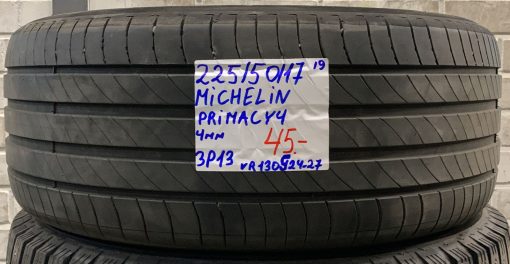 225/50/17 19
MiCHELiN
PRiMACY4
4мм 45.-
3P13